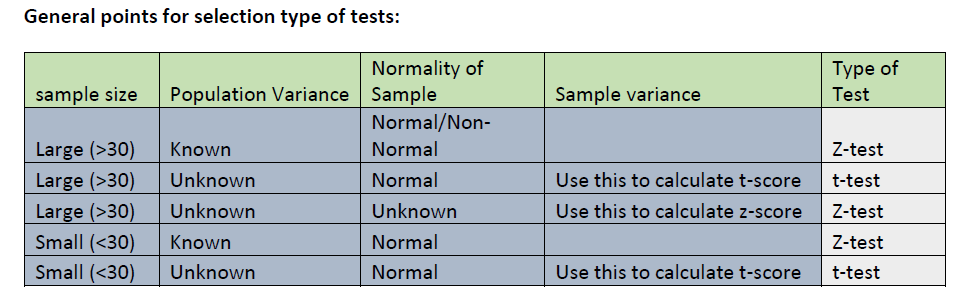 General points for selection type of tests:
sample size | Population Variance | Normality of Sample | Sample variance | Type of Test
Large (>30) | Known | Normal/Non-Normal | | Z-test
Large (>30) | Unknown | Normal | Use this to calculate t-score | t-test
Large (>30) | Unknown | Unknown | Use this to calculate z-score | Z-test
Small (<30) | Known | Normal | | Z-test
Small (<30) | Unknown | Normal | Use this to calculate t-score | t-test